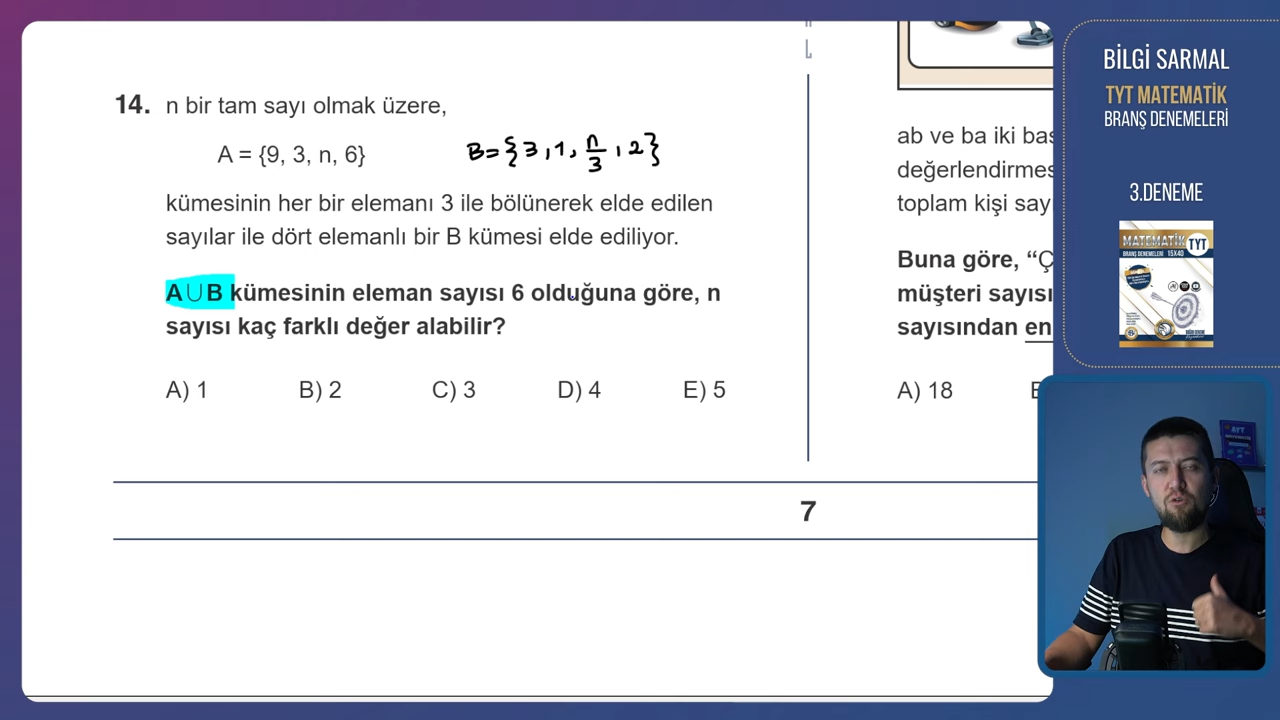 14. n bir tam sayı olmak üzere,
A = {9, 3, n, 6}
B = {3, 1, n/3, 2}
kümesinin her bir elemanı 3 ile bölünerek elde edilen
sayılar ile dört elemanlı bir B kümesi elde ediliyor.
A∪B kümesinin eleman sayısı 6 olduğuna göre, n
sayısı kaç farklı değer alabilir?
A) 1 B) 2 C) 3 D) 4 E) 5
7
ab ve ba iki bas
değerlendirmes
toplam kişi say
Buna göre, “Ç
müşteri sayısı
sayısından en
A) 18
BİLGİ SARMAL
TYT MATEMATİK
BRANŞ DENEMELERİ
3.DENEME
MATEMATİK TYT
BRANŞ DENEMELERİ 15X40